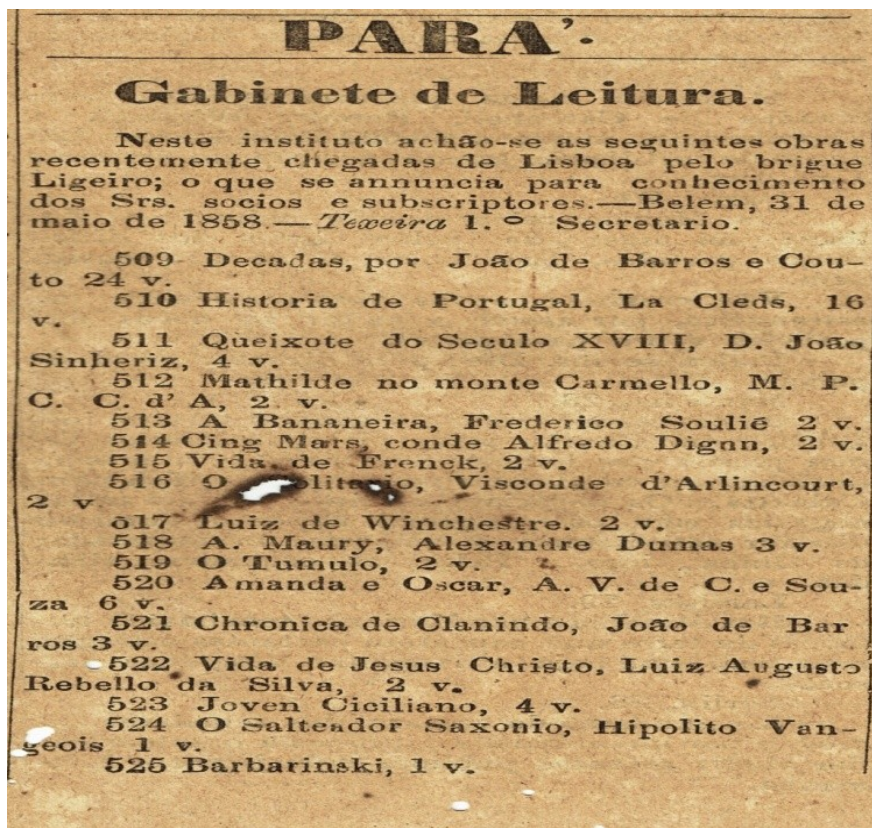 PARA'.
Gabinete de Leitura.
Neste instituto achão-se as seguintes obras
recentemente chegadas de Lisboa pelo brigue
Ligeiro; o que se annuncia para conhecimento
dos Srs. socios e subscriptores.—Belem, 31 de
maio de 1858.—Texeira 1.º Secretario.
509 Decadas, por João de Barros e Cou-
to 24 v.
510 Historia de Portugal, La Cleds, 16
v.
511 Queixote do Seculo XVIII, D. João
Sinheriz, 4 v.
512 Mathilde no monte Carmello, M. P.
C. C. d' A, 2 v.
513 A Bananeira, Frederico Soulié 2 v.
514 Cing Mars, conde Alfredo Dignn, 2 v.
515 Vida de Frenck, 2 v.
516 O Visconde d'Arlincourt,
2 v
517 Luiz de Winchestre. 2 v.
518 A. Maury, Alexandre Dumas 3 v.
519 O Tumulo, 2 v.
520 Amanda e Oscar, A. V. de C. e Sou-
za 6 v.
521 Chronica de Clanindo, João de Bar
ros 3 v.
522 Vida de Jesus Christo, Luiz Augusto
Rebello da Silva, 2 v.
523 Joven Ciciliano, 4 v.
524 O Salteador Saxonio, Hipolito Van-
geois 1 v.
525 Barbarinski, 1 v.